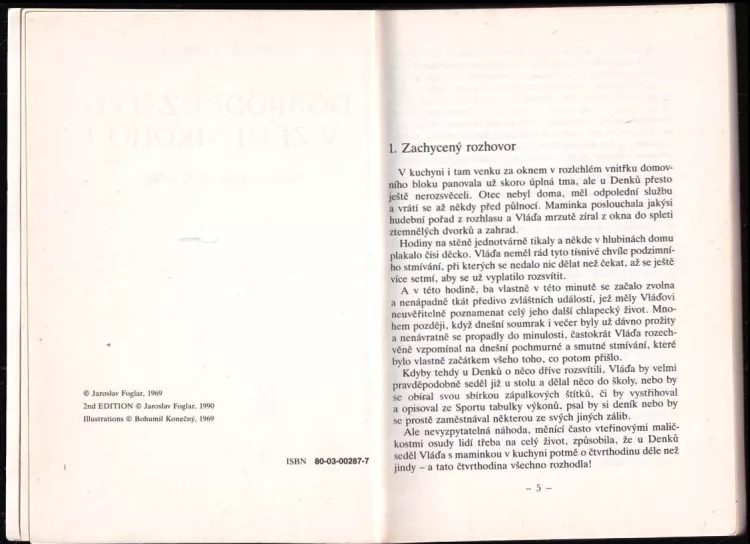 © Jaroslav Foglar, 1969
2nd EDITION © Jaroslav Foglar, 1990
Illustrations © Bohumil Konečný, 1969
ISBN 80-03-00287-7
1. Zachycený rozhovor
V kuchyni i tam venku za oknem v rozlehlém vnitřku domov-
ního bloku panovala už skoro úplná tma, ale u Denků přesto
ještě nerozsvěceli. Otec nebyl doma, měl odpolední službu
a vrátí se až někdy před půlnocí. Maminka poslouchala jakýsi
hudební pořad z rozhlasu a Vláďa mrzutě zíral z okna do spleti
ztemnělých dvorků a zahrad.
Hodiny na stěně jednotvárně tikaly a někde v hlubinách domu
plakalo čísi děcko. Vláďa neměl rád tyto tísnivé chvíle podzimní-
ho stmívání, při kterých se nedalo nic dělat než čekat, až se ještě
více setmí, aby se už vyplatilo rozsvítit.
A v této hodině, ba vlastně v této minutě se začalo zvolna
a nenápadně tkát předivo zvláštních událostí, jež měly Vláďovi
neuvěřitelně poznamenat celý jeho další chlapecký život. Mno-
hem později, když dnešní soumrak i večer byly už dávno prožity
a nenávratně se propadly do minulosti, častokrát Vláďa rozech-
věně vzpomínal na dnešní pochmurné a smutné stmívání, které
bylo vlastně začátkem všeho toho, co potom přišlo.
Kdyby tehdy u Denků o něco dříve rozsvítili, Vláďa by velmi
pravděpodobně seděl již u stolu a dělal něco do školy, nebo by
se obíral svou sbírkou zápalkových štítků, či by vystřihoval
a opisoval ze Sportu tabulky výkonů, psal by si deník nebo by
se prostě zaměstnával některou ze svých jiných zálib.
Ale nevyzpytatelná náhoda, měnící často vteřinovými malič-
kostmi osudy lidí třeba na celý život, způsobila, že u Denků
seděl Vláďa s maminkou v kuchyni potmě o čtvrthodinu déle než
jindy – a tato čtvrthodina všechno rozhodla!
– 5 –